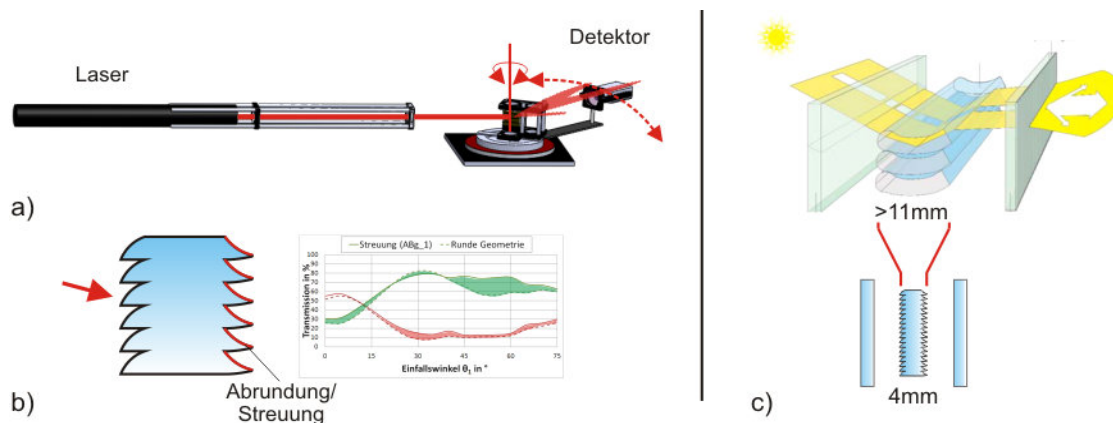 Laser
Detektor
a)
b)
Abrundung/
Streuung
Streuung (ABg_1) Runde Geometrie
Transmission in %
100
90
80
70
60
50
40
30
20
10
0
0 15 30 45 60 75
Einfallswinkel θ₁ in °
>11mm
4mm
c)